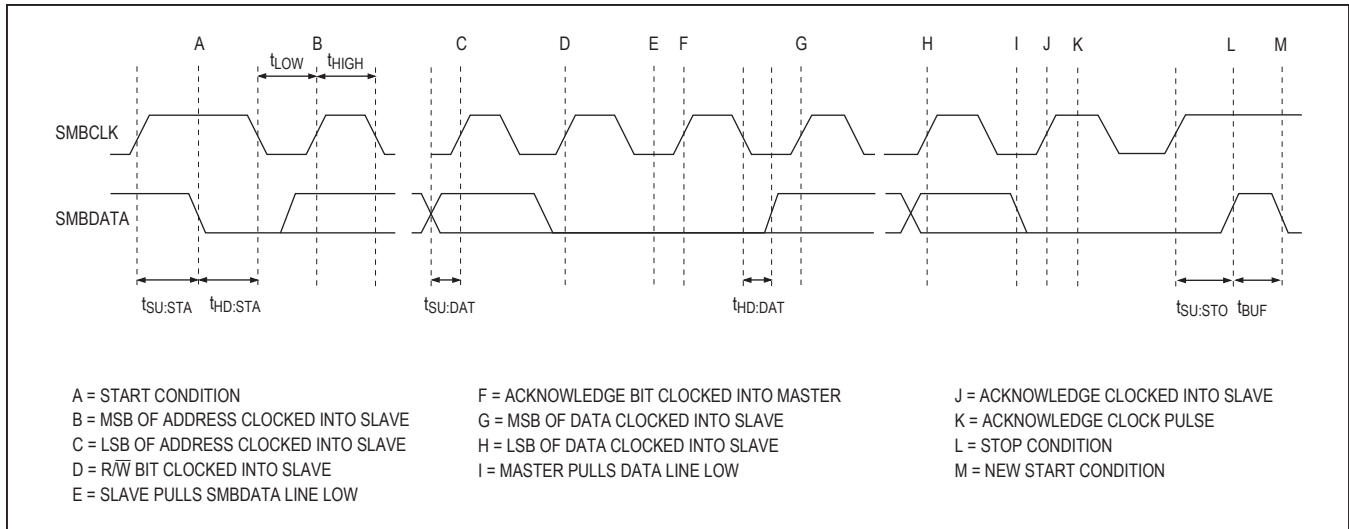 A B C D E F G H I J K L M
tLOW tHIGH
SMBCLK
SMBDATA
tSU:STA tHD:STA tSU:DAT tHD:DAT tSU:STO tBUF
A = START CONDITION
B = MSB OF ADDRESS CLOCKED INTO SLAVE
C = LSB OF ADDRESS CLOCKED INTO SLAVE
D = R/W̅ BIT CLOCKED INTO SLAVE
E = SLAVE PULLS SMBDATA LINE LOW
F = ACKNOWLEDGE BIT CLOCKED INTO MASTER
G = MSB OF DATA CLOCKED INTO SLAVE
H = LSB OF DATA CLOCKED INTO SLAVE
I = MASTER PULLS DATA LINE LOW
J = ACKNOWLEDGE CLOCKED INTO SLAVE
K = ACKNOWLEDGE CLOCK PULSE
L = STOP CONDITION
M = NEW START CONDITION